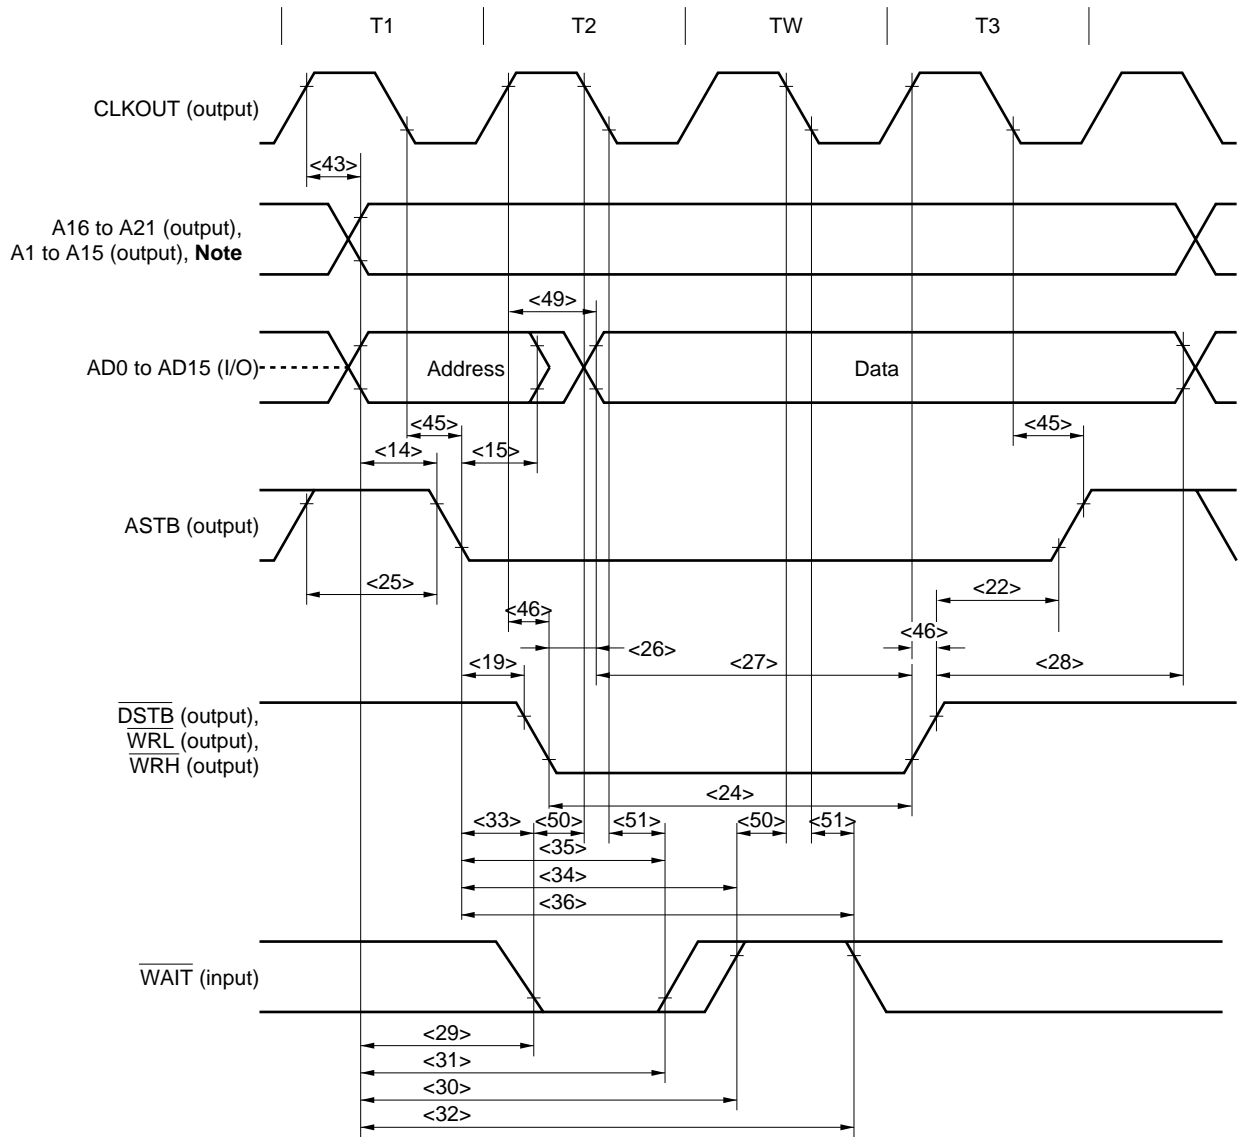 T1 T2 TW T3
CLKOUT (output)
<43>
A16 to A21 (output),
A1 to A15 (output), Note
<49>
AD0 to AD15 (I/O)
Address
Data
<45>
<45>
<14>
<15>
ASTB (output)
<25>
<22>
<46>
<46>
<26>
<27>
<28>
<19>
DSTB (output),
WRL (output),
WRH (output)
<24>
<33>
<50>
<51>
<50>
<51>
<35>
<34>
<36>
WAIT (input)
<29>
<31>
<30>
<32>